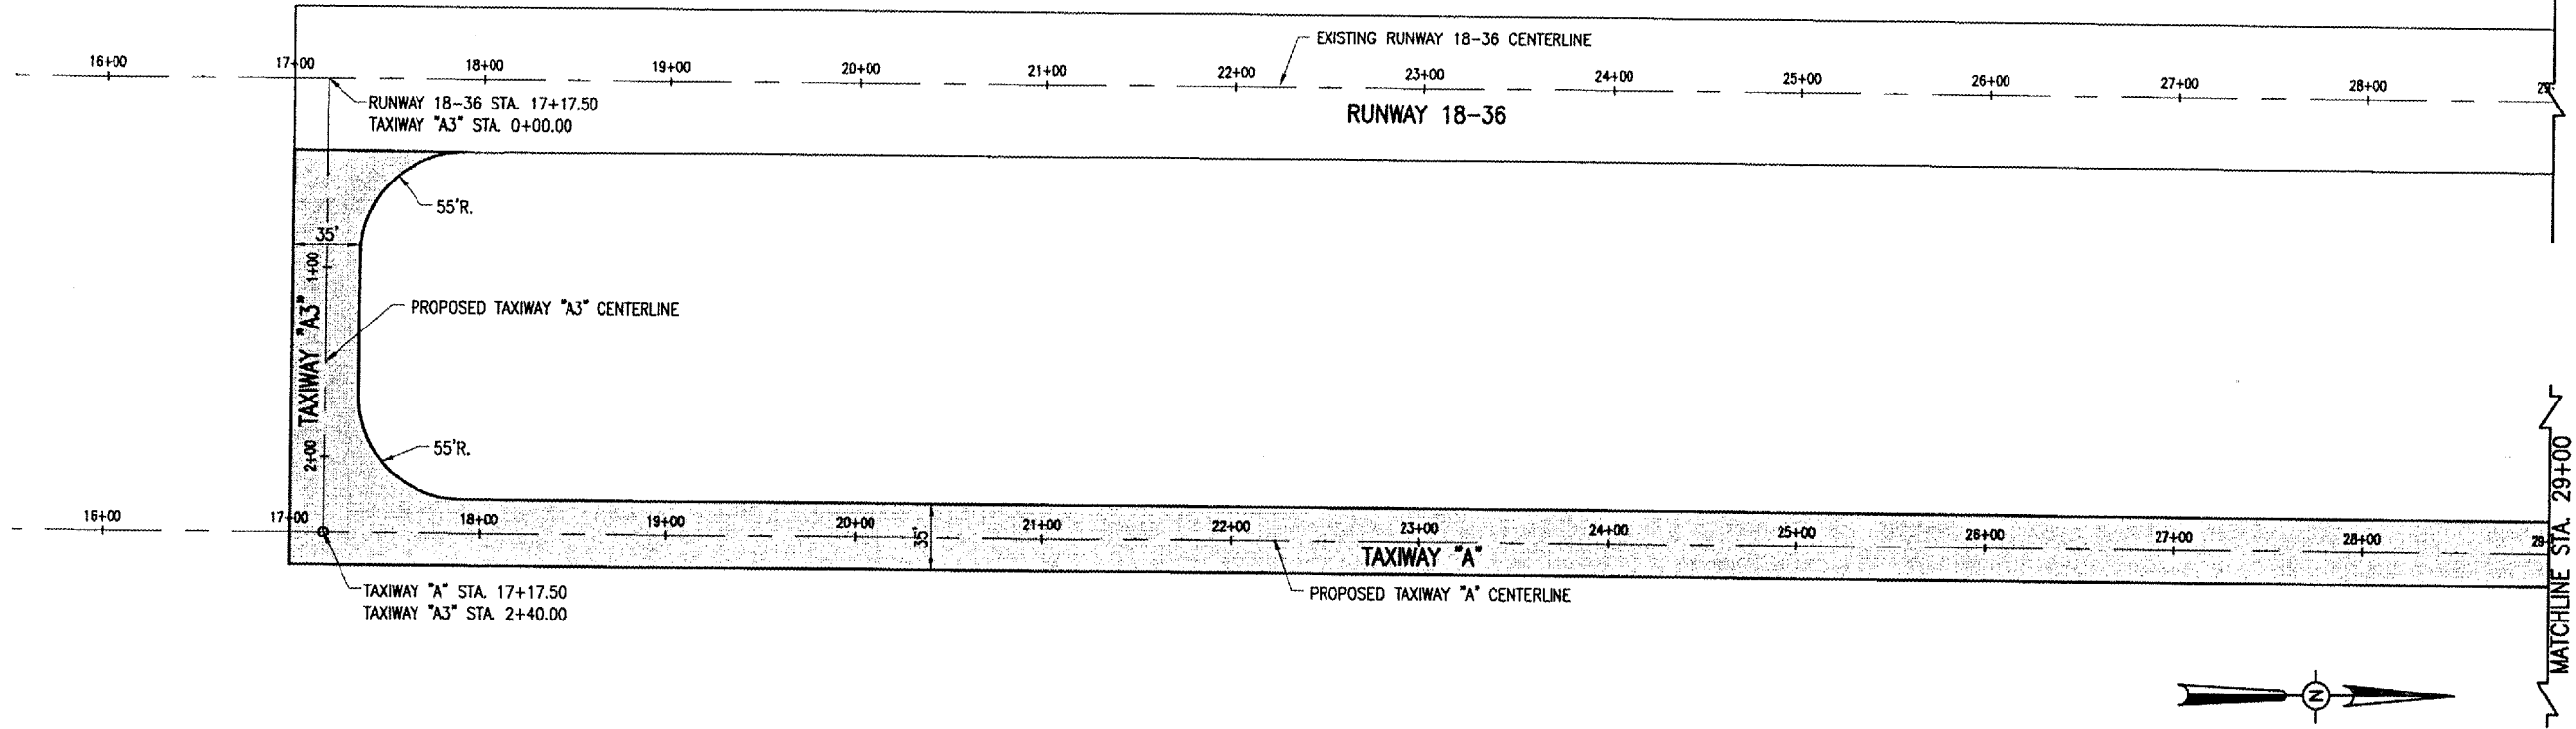 EXISTING RUNWAY 18-36 CENTERLINE
16+00
17+00
18+00
19+00
20+00
21+00
22+00
23+00
24+00
25+00
26+00
27+00
28+00
29
RUNWAY 18-36 STA. 17+17.50
TAXIWAY "A3" STA. 0+00.00
RUNWAY 18-36
55'R.
35'
1+00
TAXIWAY "A3"
PROPOSED TAXIWAY "A3" CENTERLINE
2+00
55'R.
16+00
17+00
18+00
19+00
20+00
35'
21+00
22+00
23+00
24+00
25+00
26+00
27+00
28+00
29
TAXIWAY "A"
MATCHLINE STA. 29+00
TAXIWAY "A" STA. 17+17.50
TAXIWAY "A3" STA. 2+40.00
PROPOSED TAXIWAY "A" CENTERLINE
N